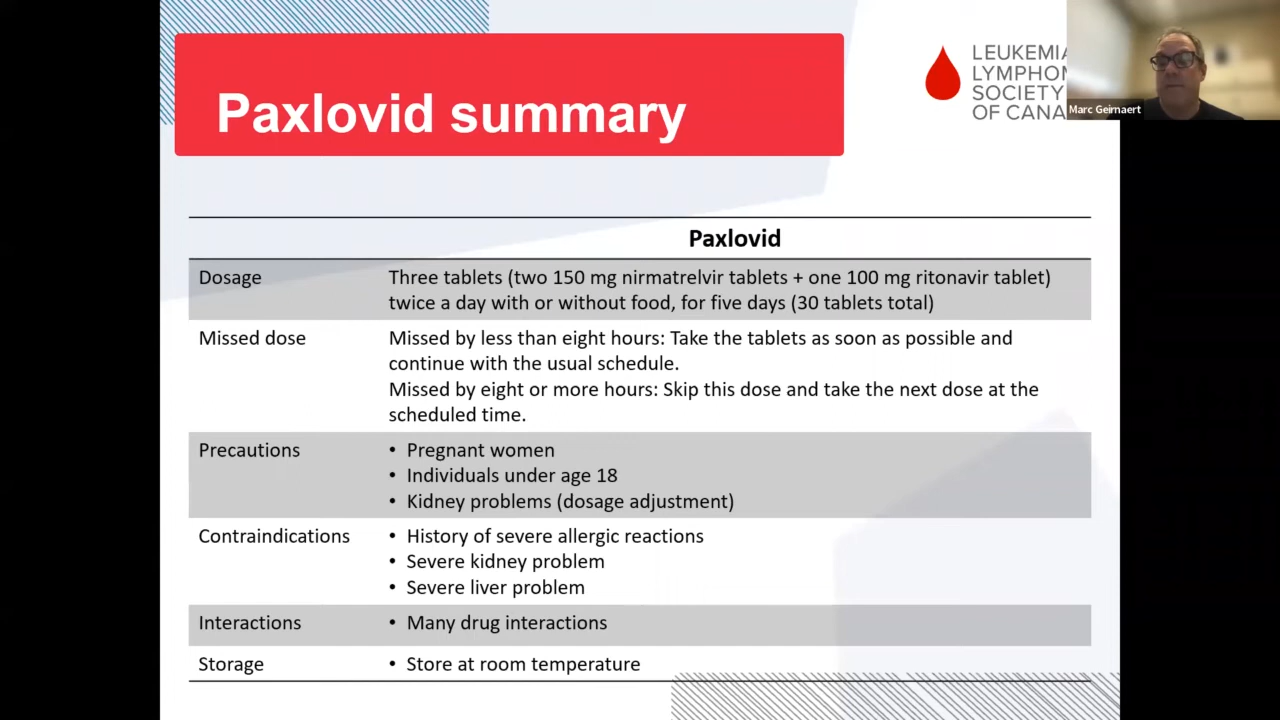 Paxlovid summary
LEUKEMIA
LYMPHOM
SOCIETY
OF CANA
Marc Geirnaert
Paxlovid
Dosage
Three tablets (two 150 mg nirmatrelvir tablets + one 100 mg ritonavir tablet)
twice a day with or without food, for five days (30 tablets total)
Missed dose
Missed by less than eight hours: Take the tablets as soon as possible and
continue with the usual schedule.
Missed by eight or more hours: Skip this dose and take the next dose at the
scheduled time.
Precautions
• Pregnant women
• Individuals under age 18
• Kidney problems (dosage adjustment)
Contraindications
• History of severe allergic reactions
• Severe kidney problem
• Severe liver problem
Interactions
• Many drug interactions
Storage
• Store at room temperature